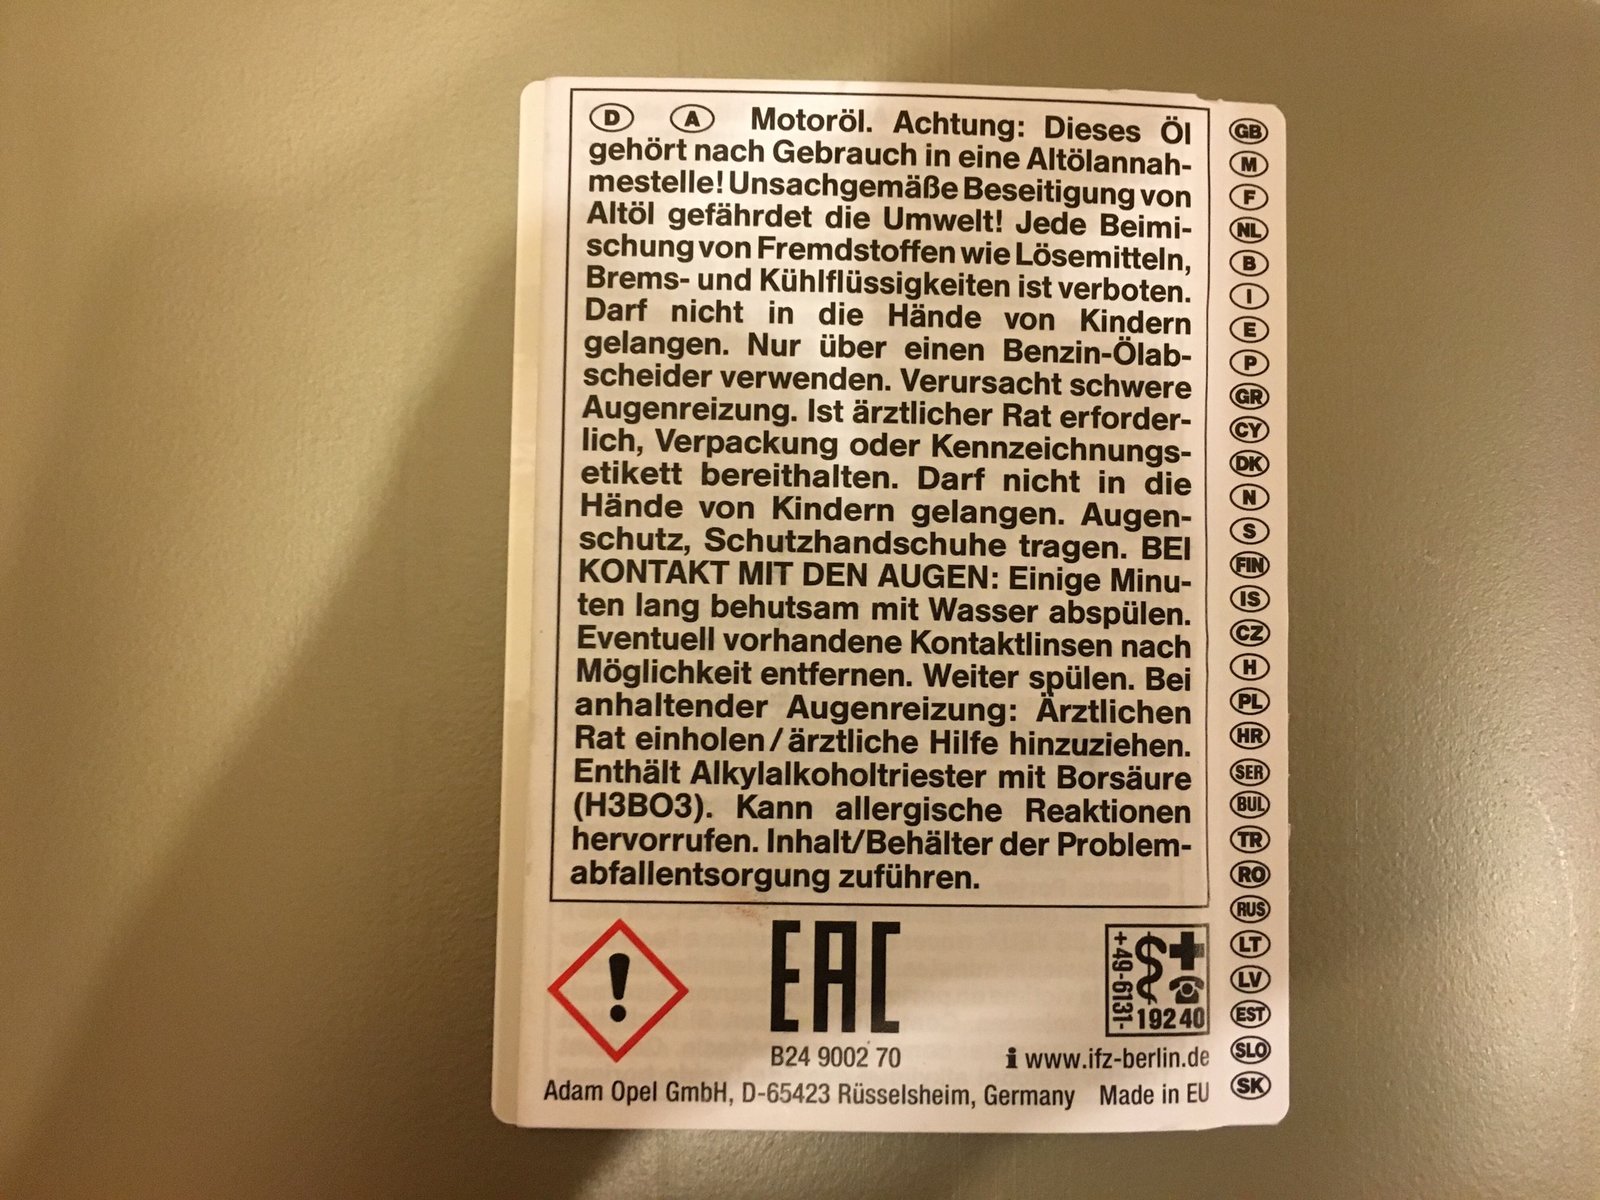 D A Motoröl. Achtung: Dieses Öl
gehört nach Gebrauch in eine Altölannah-
mestelle! Unsachgemäße Beseitigung von
Altöl gefährdet die Umwelt! Jede Beimi-
schung von Fremdstoffen wie Lösemitteln,
Brems- und Kühlflüssigkeiten ist verboten.
Darf nicht in die Hände von Kindern
gelangen. Nur über einen Benzin-Ölab-
scheider verwenden. Verursacht schwere
Augenreizung. Ist ärztlicher Rat erforder-
lich, Verpackung oder Kennzeichnungs-
etikett bereithalten. Darf nicht in die
Hände von Kindern gelangen. Augen-
schutz, Schutzhandschuhe tragen. BEI
KONTAKT MIT DEN AUGEN: Einige Minu-
ten lang behutsam mit Wasser abspülen.
Eventuell vorhandene Kontaktlinsen nach
Möglichkeit entfernen. Weiter spülen. Bei
anhaltender Augenreizung: Ärztlichen
Rat einholen / ärztliche Hilfe hinzuziehen.
Enthält Alkylalkoholtriester mit Borsäure
(H3BO3). Kann allergische Reaktionen
hervorrufen. Inhalt/Behälter der Problem-
abfallentsorgung zuführen.
EAC
+49-6131-
19240
B24 9002 70
i www.ifz-berlin.de
Adam Opel GmbH, D-65423 Rüsselsheim, Germany Made in EU
GB
M
F
NL
B
I
E
P
GR
CY
DK
N
S
FIN
IS
CZ
H
PL
HR
SER
BUL
TR
RO
RUS
LT
LV
EST
SLO
SK